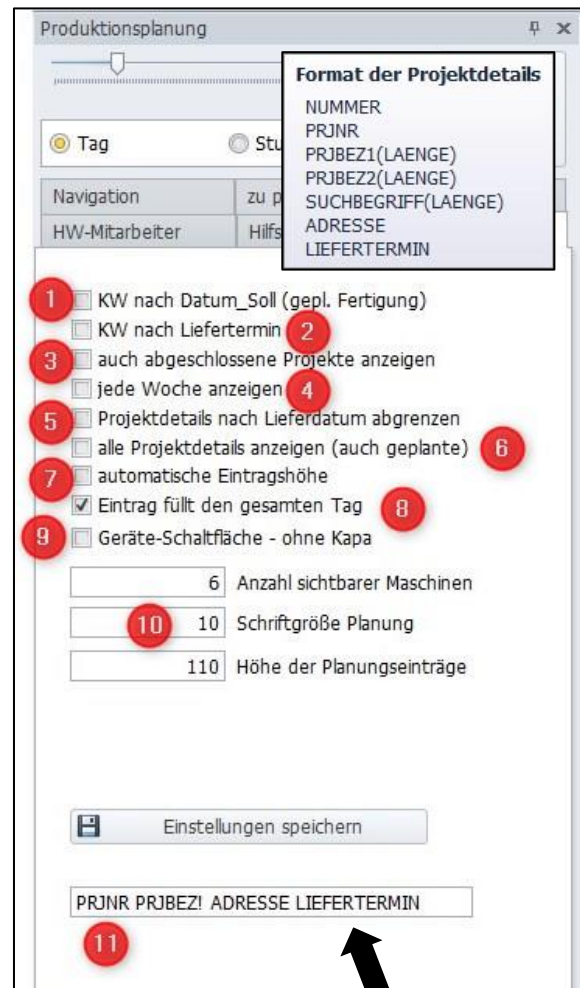 Produktionsplanung
Format der Projektdetails
NUMMER
PRJNR
PRJBEZ1(LAENGE)
PRJBEZ2(LAENGE)
SUCHBEGRIFF(LAENGE)
ADRESSE
LIEFERTERMIN
Tag Stu
Navigation zu p
HW-Mitarbeiter Hilfs
1 KW nach Datum_Soll (gepl. Fertigung)
KW nach Liefertermin 2
3 auch abgeschlossene Projekte anzeigen
jede Woche anzeigen 4
5 Projektdetails nach Lieferdatum abgrenzen
alle Projektdetails anzeigen (auch geplante) 6
7 automatische Eintragshöhe
Eintrag füllt den gesamten Tag 8
9 Geräte-Schaltfläche - ohne Kapa
6 Anzahl sichtbarer Maschinen
10 10 Schriftgröße Planung
110 Höhe der Planungseinträge
Einstellungen speichern
PRJNR PRJBEZ! ADRESSE LIEFERTERMIN
11